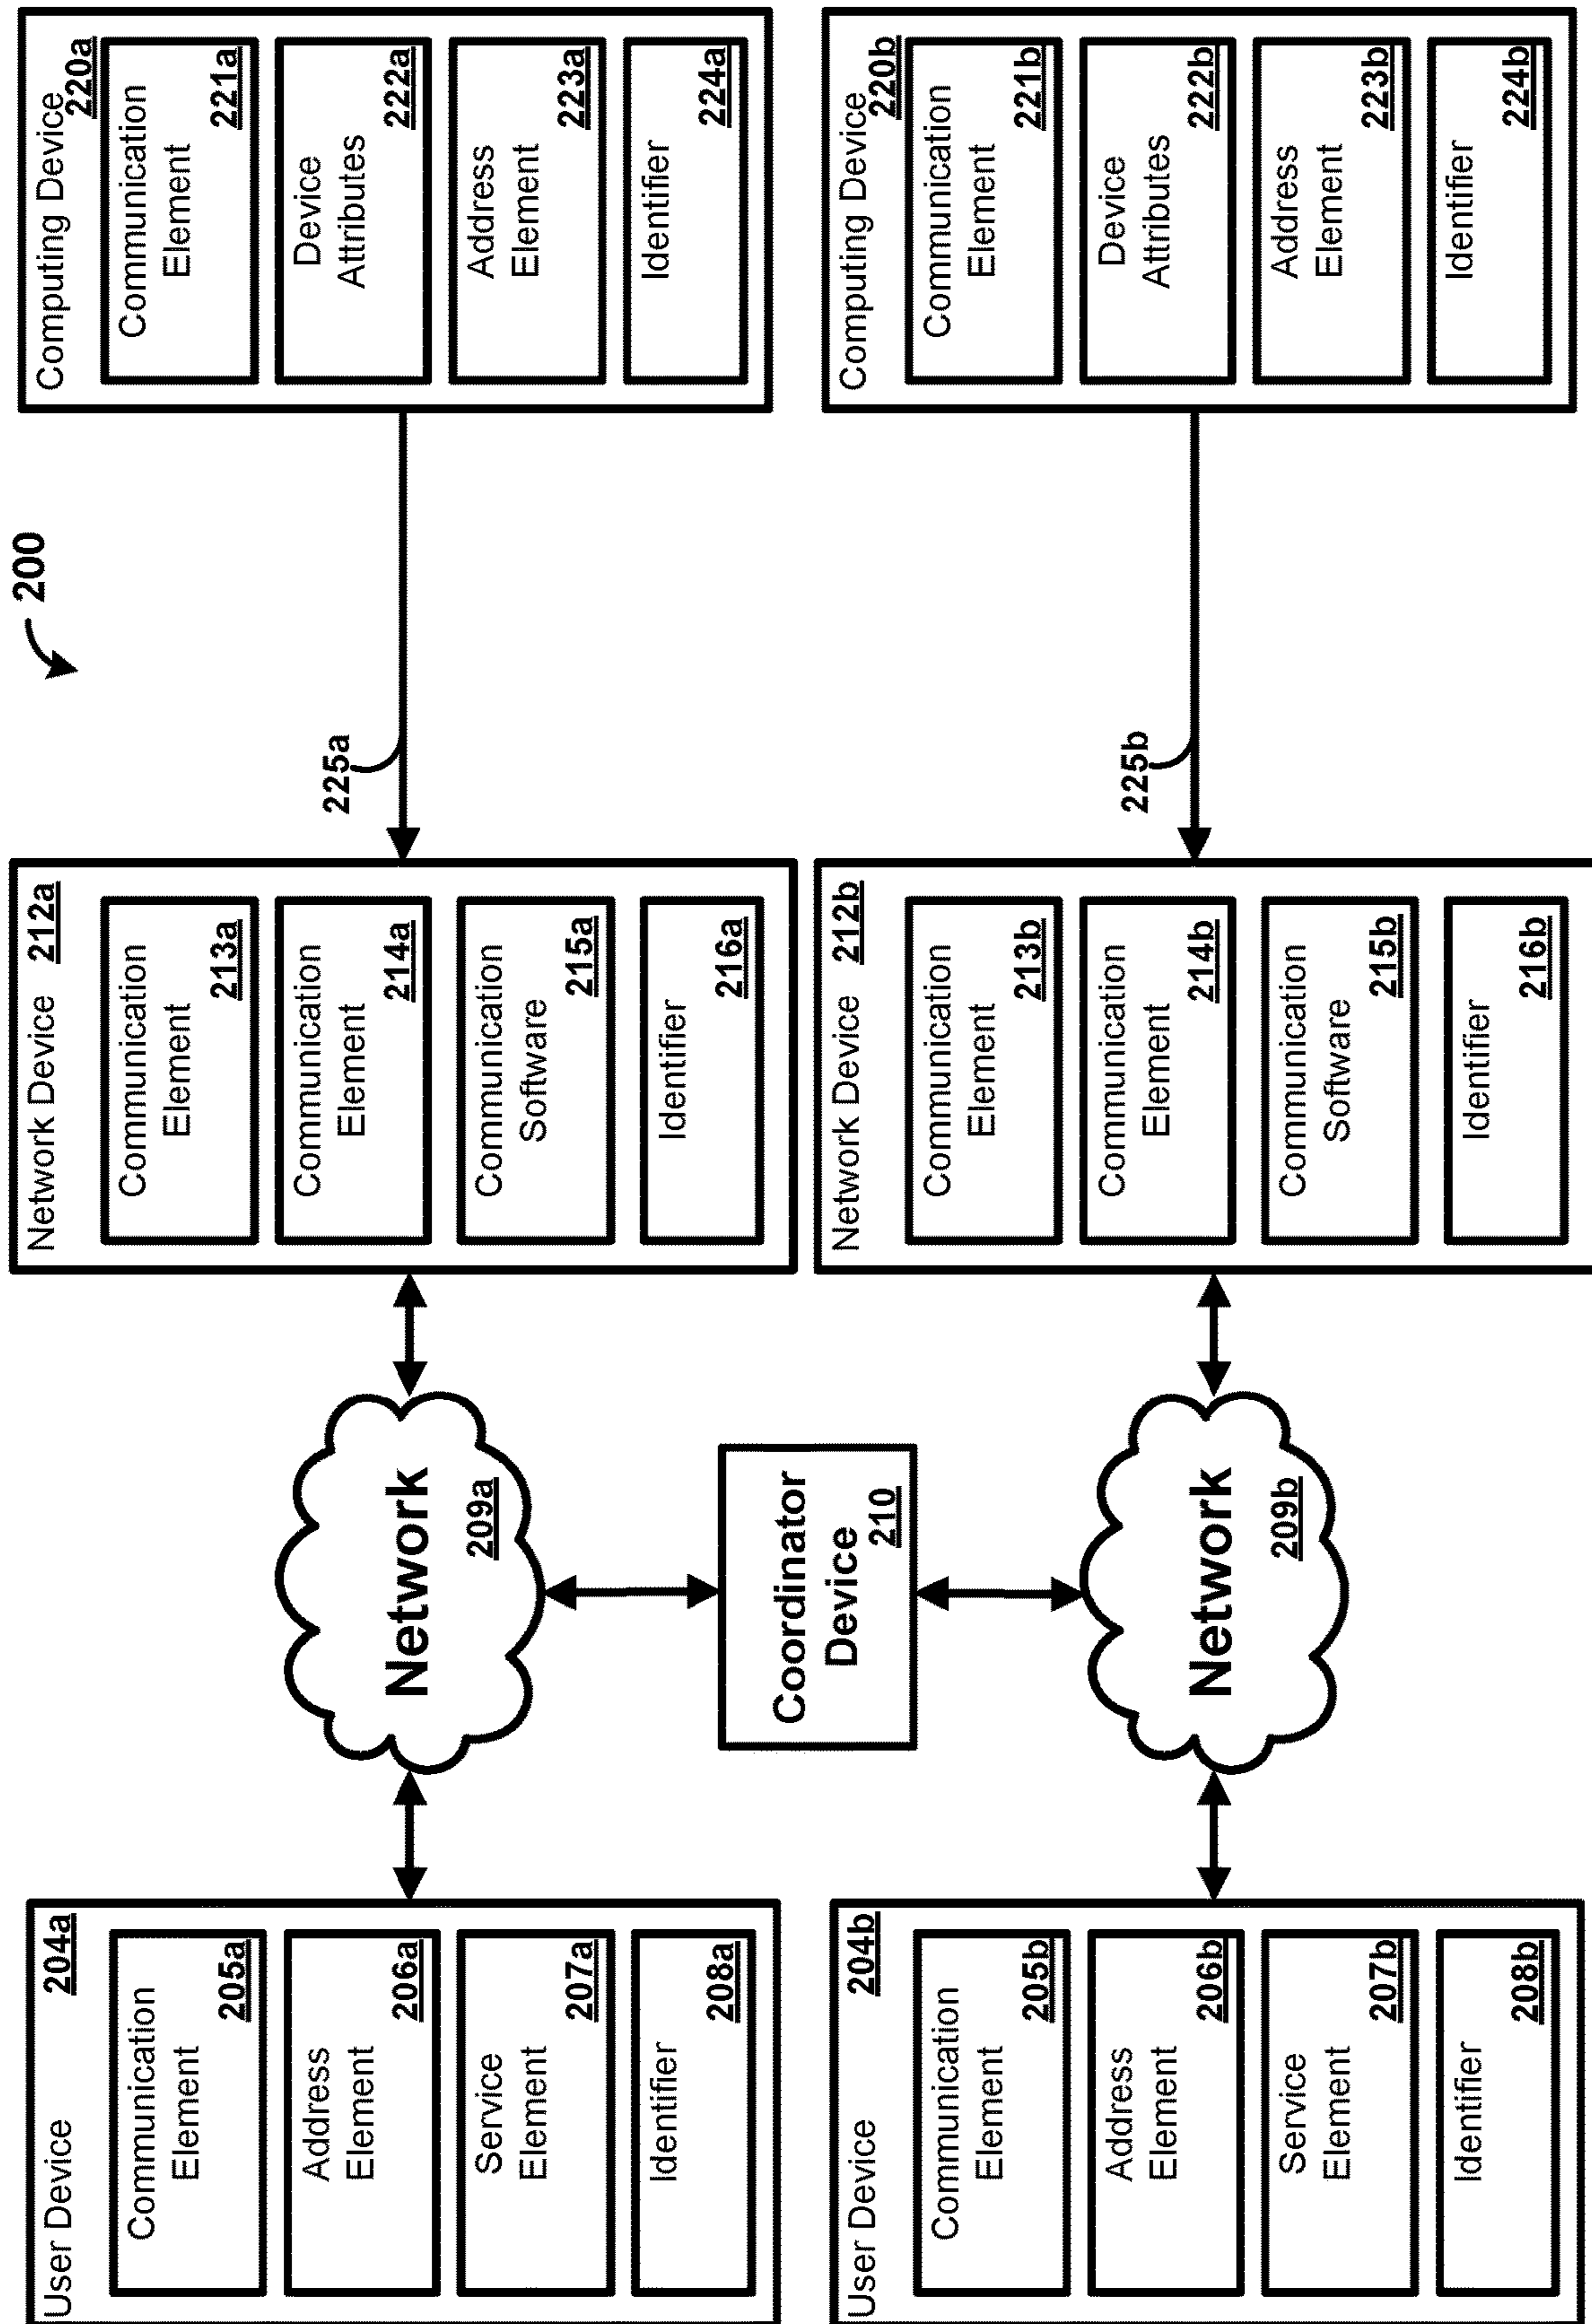 200
User Device 204a
Communication
Element
205a
Address
Element
206a
Service
Element
207a
Identifier
208a
Network
209a
Network Device 212a
Communication
Element
213a
Communication
Element
214a
Communication
Software
215a
Identifier
216a
225a
Computing Device
220a
Communication
Element
221a
Device
Attributes
222a
Address
Element
223a
Identifier
224a
Coordinator
Device
210
User Device 204b
Communication
Element
205b
Address
Element
206b
Service
Element
207b
Identifier
208b
Network
209b
Network Device 212b
Communication
Element
213b
Communication
Element
214b
Communication
Software
215b
Identifier
216b
225b
Computing Device
220b
Communication
Element
221b
Device
Attributes
222b
Address
Element
223b
Identifier
224b